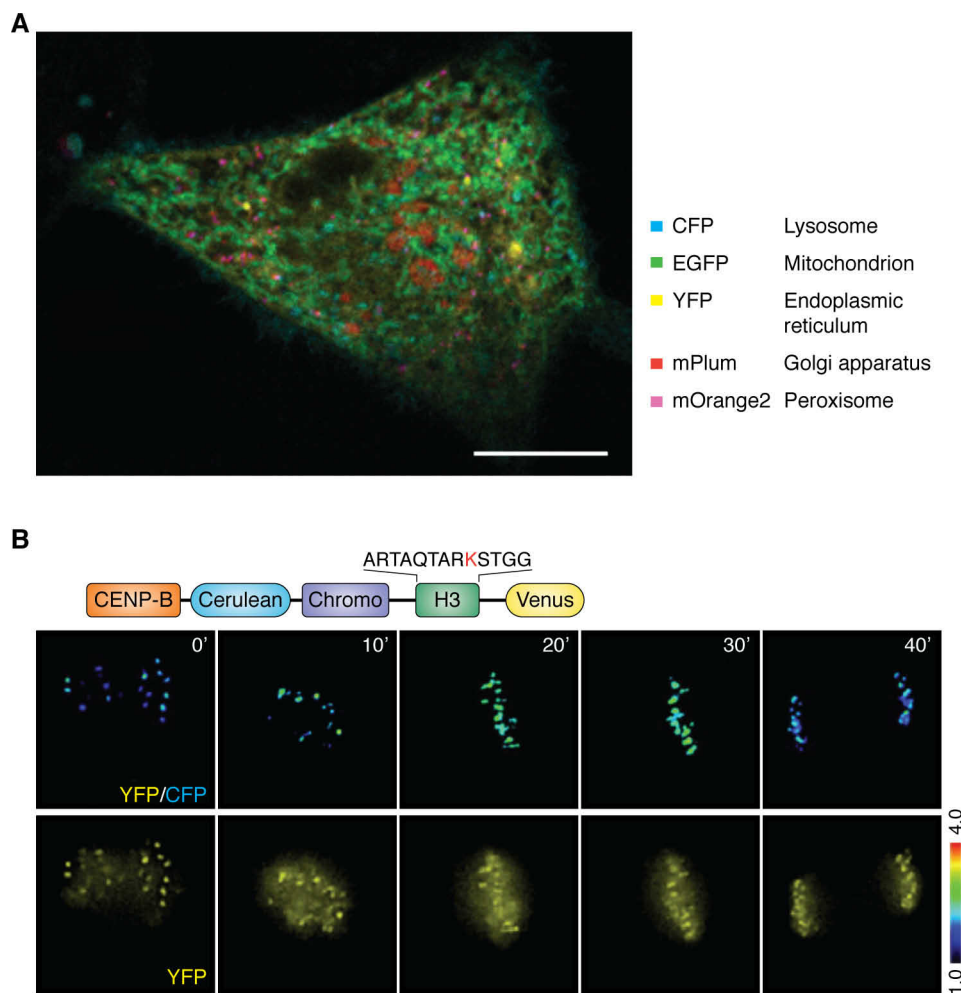 A
CFP Lysosome
EGFP Mitochondrion
YFP Endoplasmic
reticulum
mPlum Golgi apparatus
mOrange2 Peroxisome
B
ARTAQTARKSTGG
CENP-B Cerulean Chromo H3 Venus
0’ 10’ 20’ 30’ 40’
YFP/CFP
4.0
1.0
YFP